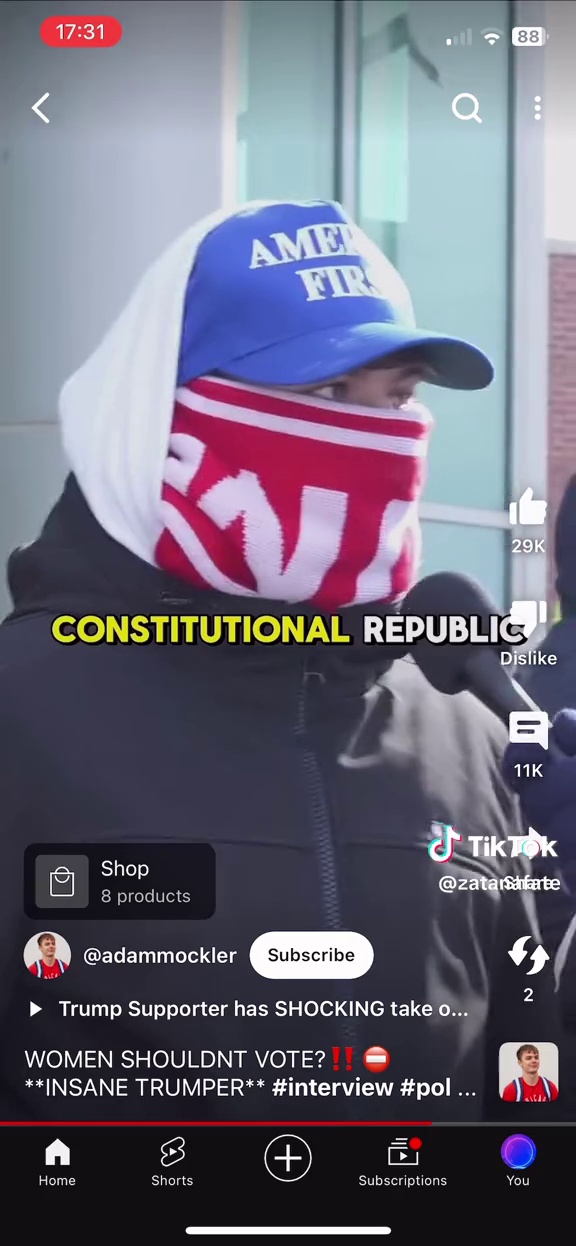 17:31
88
AMER
FIRS
29K
CONSTITUTIONAL REPUBLIC
Dislike
11K
TikTok
Shop
8 products
Share
@adammockler
Subscribe
2
Trump Supporter has SHOCKING take o...
WOMEN SHOULDNT VOTE?‼️⛔
**INSANE TRUMPER** #interview #pol ...
Home
Shorts
Subscriptions
You